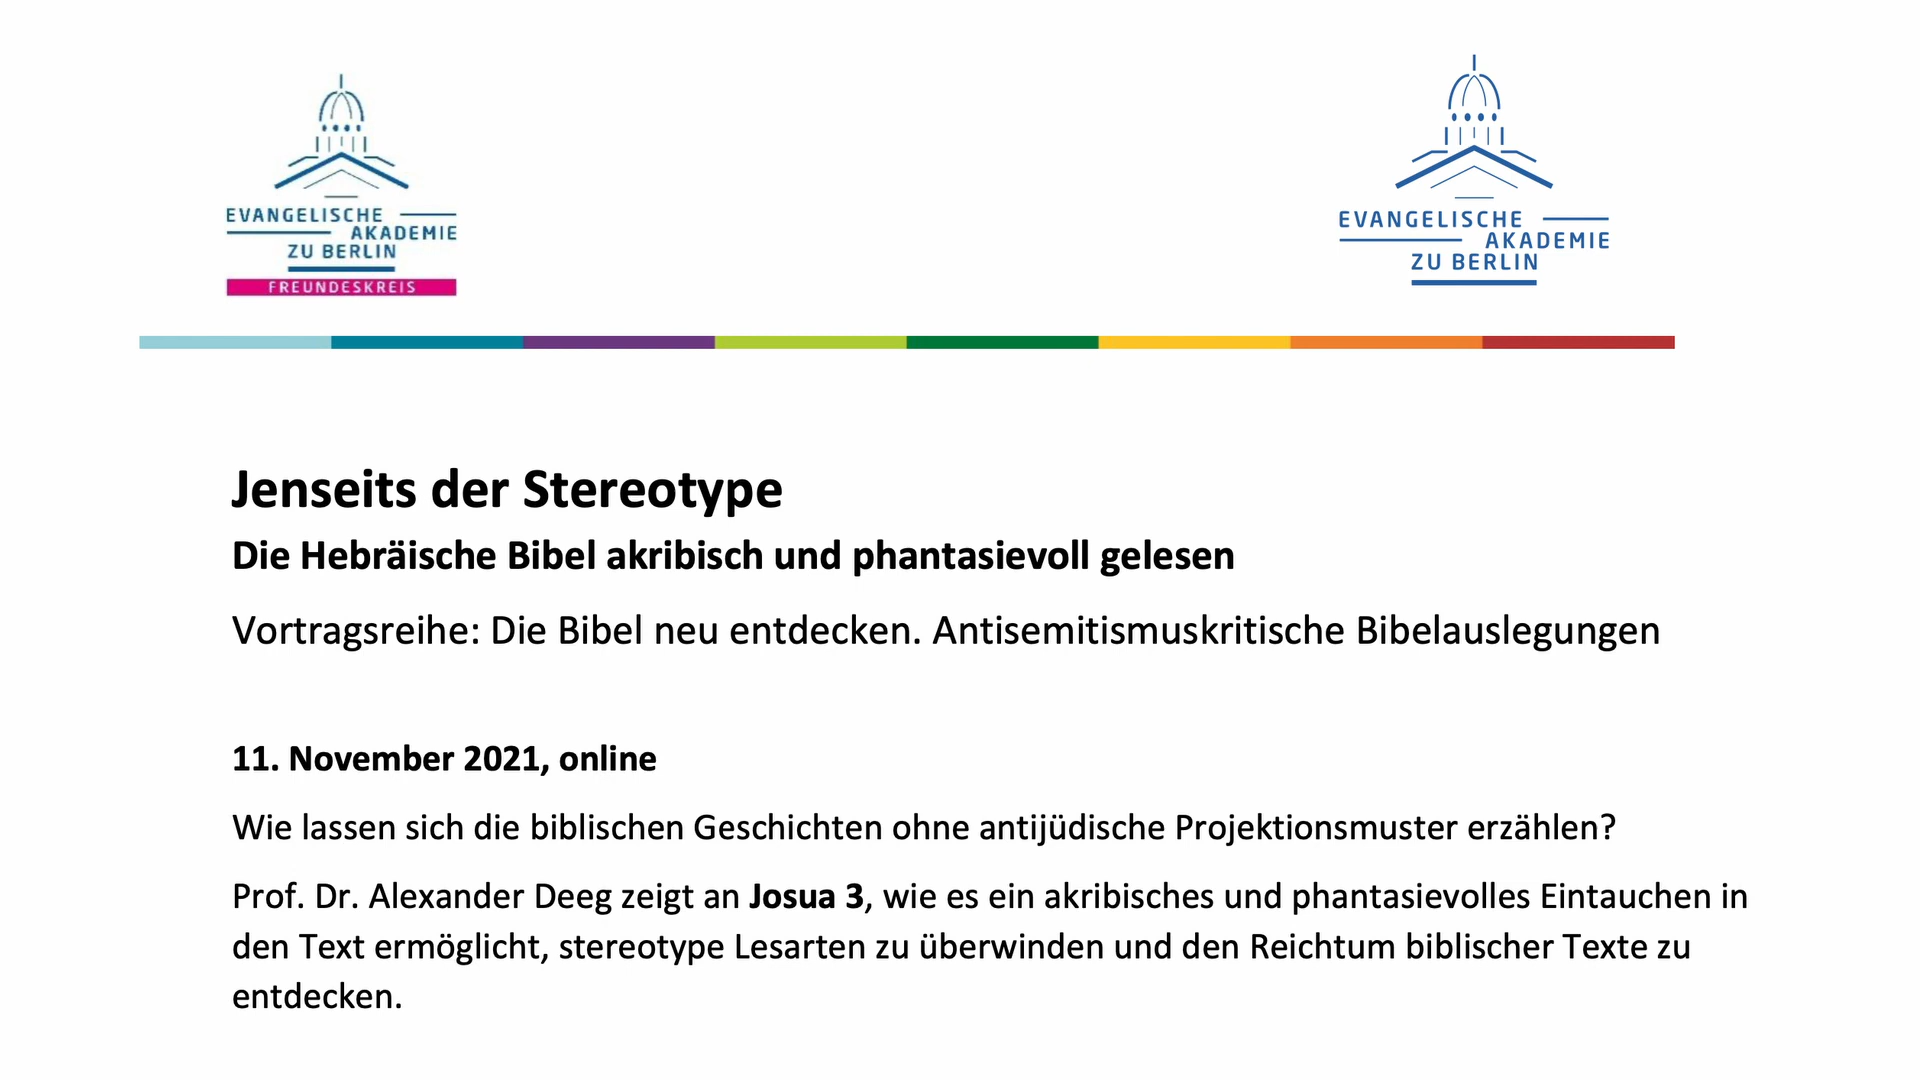 EVANGELISCHE
AKADEMIE
ZU BERLIN
FREUNDESKREIS
EVANGELISCHE
AKADEMIE
ZU BERLIN
Jenseits der Stereotype
Die Hebräische Bibel akribisch und phantasievoll gelesen
Vortragsreihe: Die Bibel neu entdecken. Antisemitismuskritische Bibelauslegungen
11. November 2021, online
Wie lassen sich die biblischen Geschichten ohne antijüdische Projektionsmuster erzählen?
Prof. Dr. Alexander Deeg zeigt an Josua 3, wie es ein akribisches und phantasievolles Eintauchen in
den Text ermöglicht, stereotype Lesarten zu überwinden und den Reichtum biblischer Texte zu
entdecken.